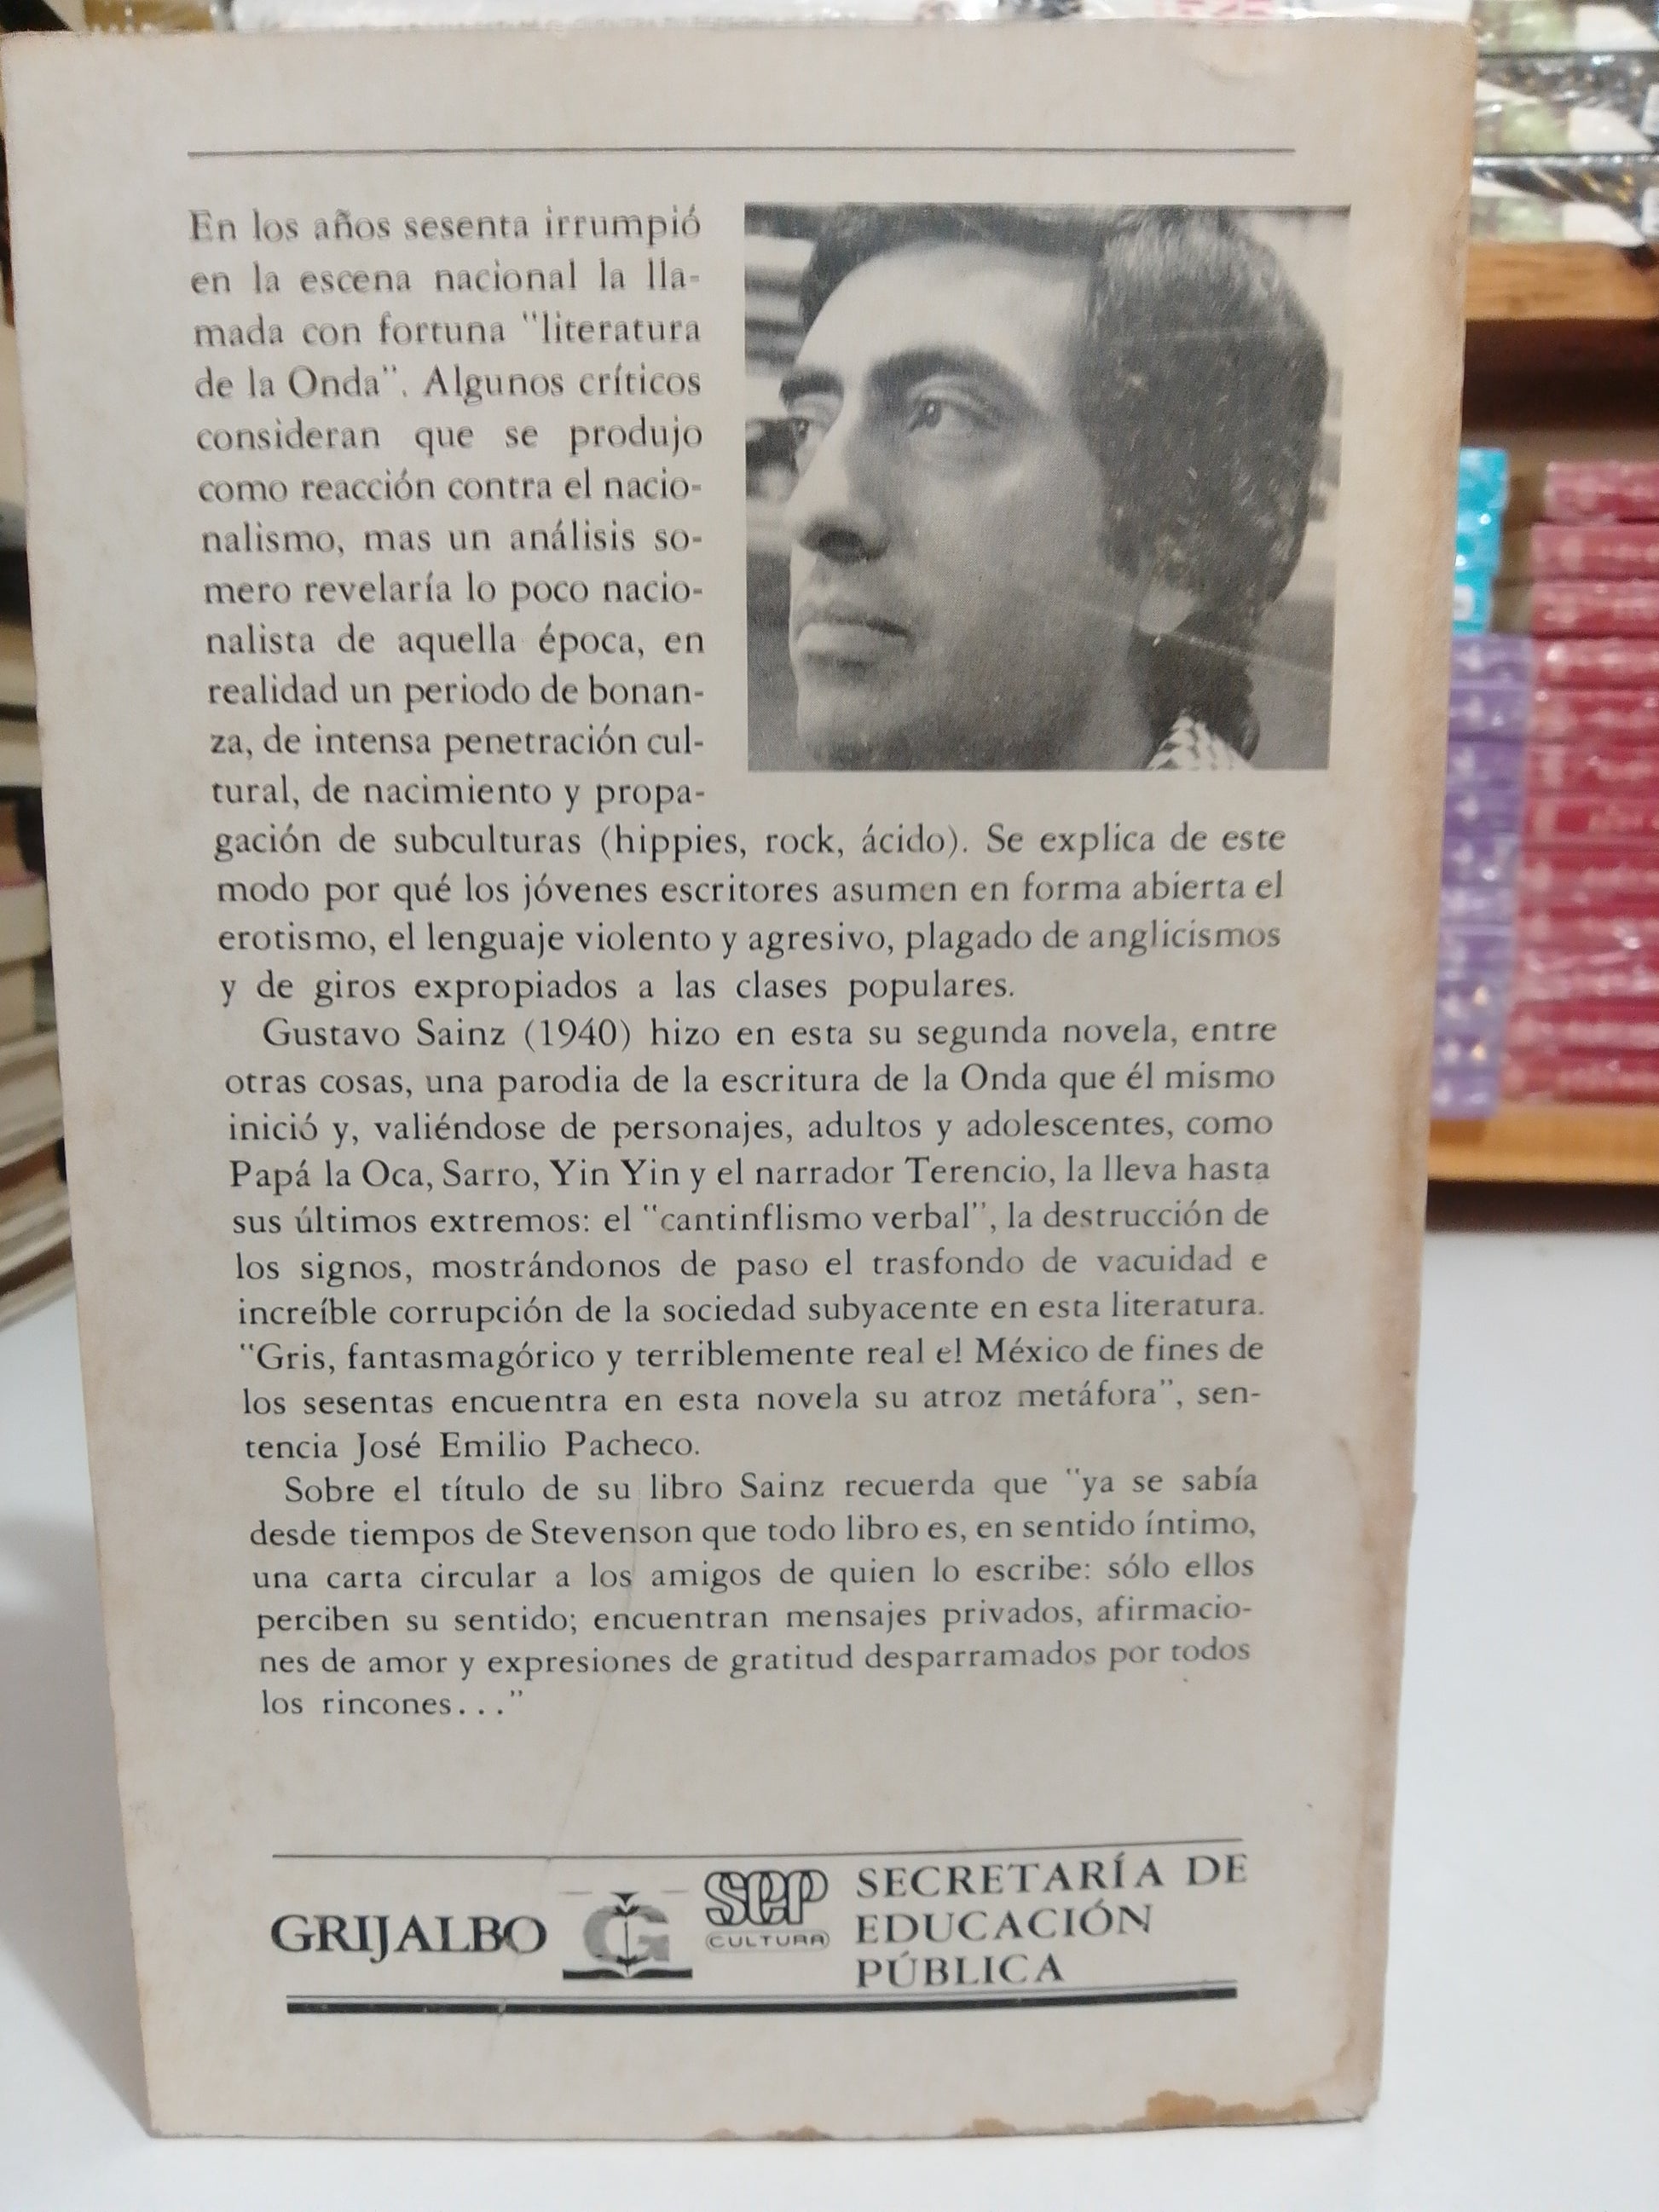 En los años sesenta irrumpió
en la escena nacional la lla-
mada con fortuna "literatura
de la Onda". Algunos críticos
consideran que se produjo
como reacción contra el nacio-
nalismo, mas un análisis so-
mero revelaría lo poco nacio-
nalista de aquella época, en
realidad un periodo de bonan-
za, de intensa penetración cul-
tural, de nacimiento y propa-
gación de subculturas (hippies, rock, ácido). Se explica de este
modo por qué los jóvenes escritores asumen en forma abierta el
erotismo, el lenguaje violento y agresivo, plagado de anglicismos
y de giros expropiados a las clases populares.
Gustavo Sainz (1940) hizo en esta su segunda novela, entre
otras cosas, una parodia de la escritura de la Onda que él mismo
inició y, valiéndose de personajes, adultos y adolescentes, como
Papá la Oca, Sarro, Yin Yin y el narrador Terencio, la lleva hasta
sus últimos extremos: el "cantinflismo verbal", la destrucción de
los signos, mostrándonos de paso el trasfondo de vacuidad e
increíble corrupción de la sociedad subyacente en esta literatura.
"Gris, fantasmagórico y terriblemente real el México de fines de
los sesentas encuentra en esta novela su atroz metáfora", sen-
tencia José Emilio Pacheco.
Sobre el título de su libro Sainz recuerda que "ya se sabía
desde tiempos de Stevenson que todo libro es, en sentido íntimo,
una carta circular a los amigos de quien lo escribe: sólo ellos
perciben su sentido; encuentran mensajes privados, afirmacio-
nes de amor y expresiones de gratitud desparramados por todos
los rincones..."
GRIJALBO
G
SEP
CULTURA
SECRETARÍA DE
EDUCACIÓN
PÚBLICA